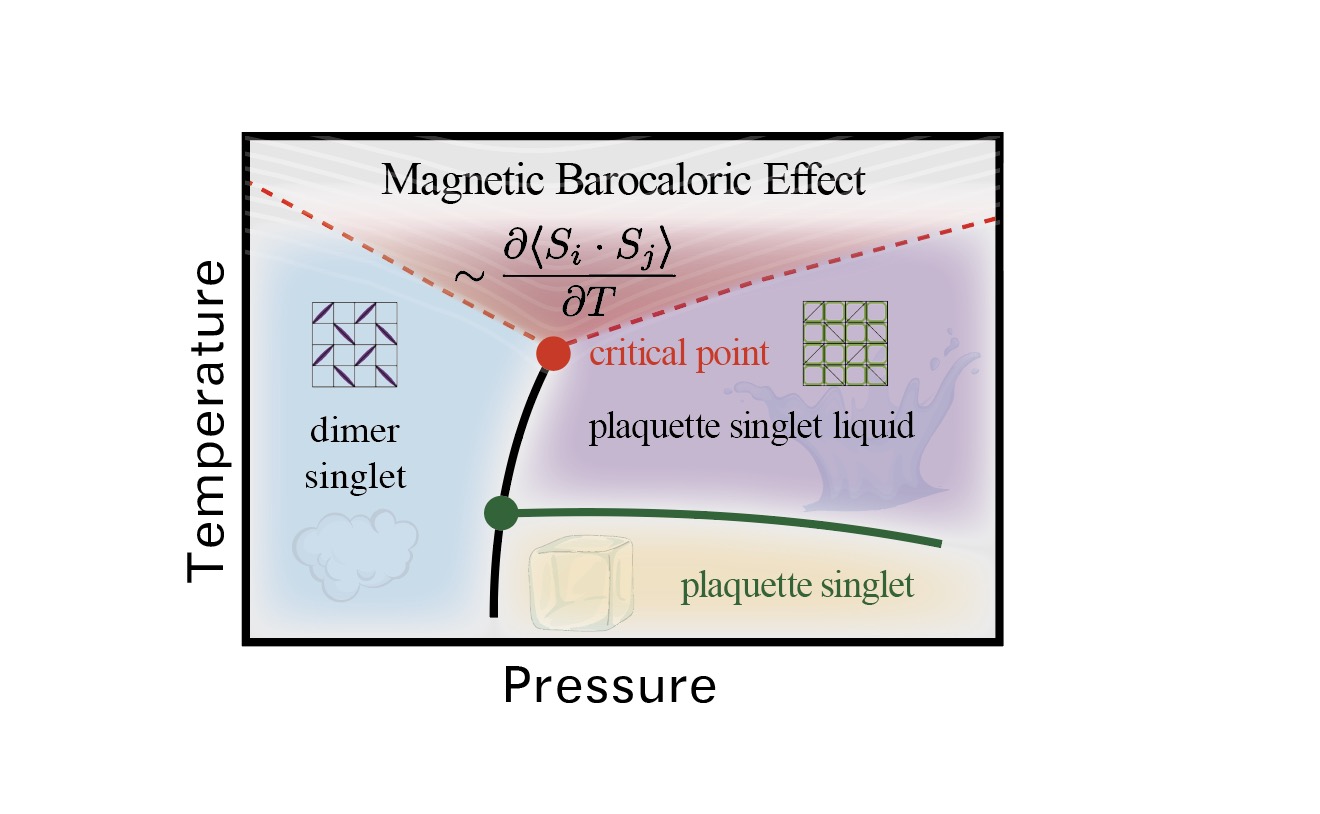 Magnetic Barocaloric Effect
∼ ∂⟨S_i · S_j⟩ / ∂T
critical point
plaquette singlet liquid
dimer
singlet
plaquette singlet
Temperature
Pressure